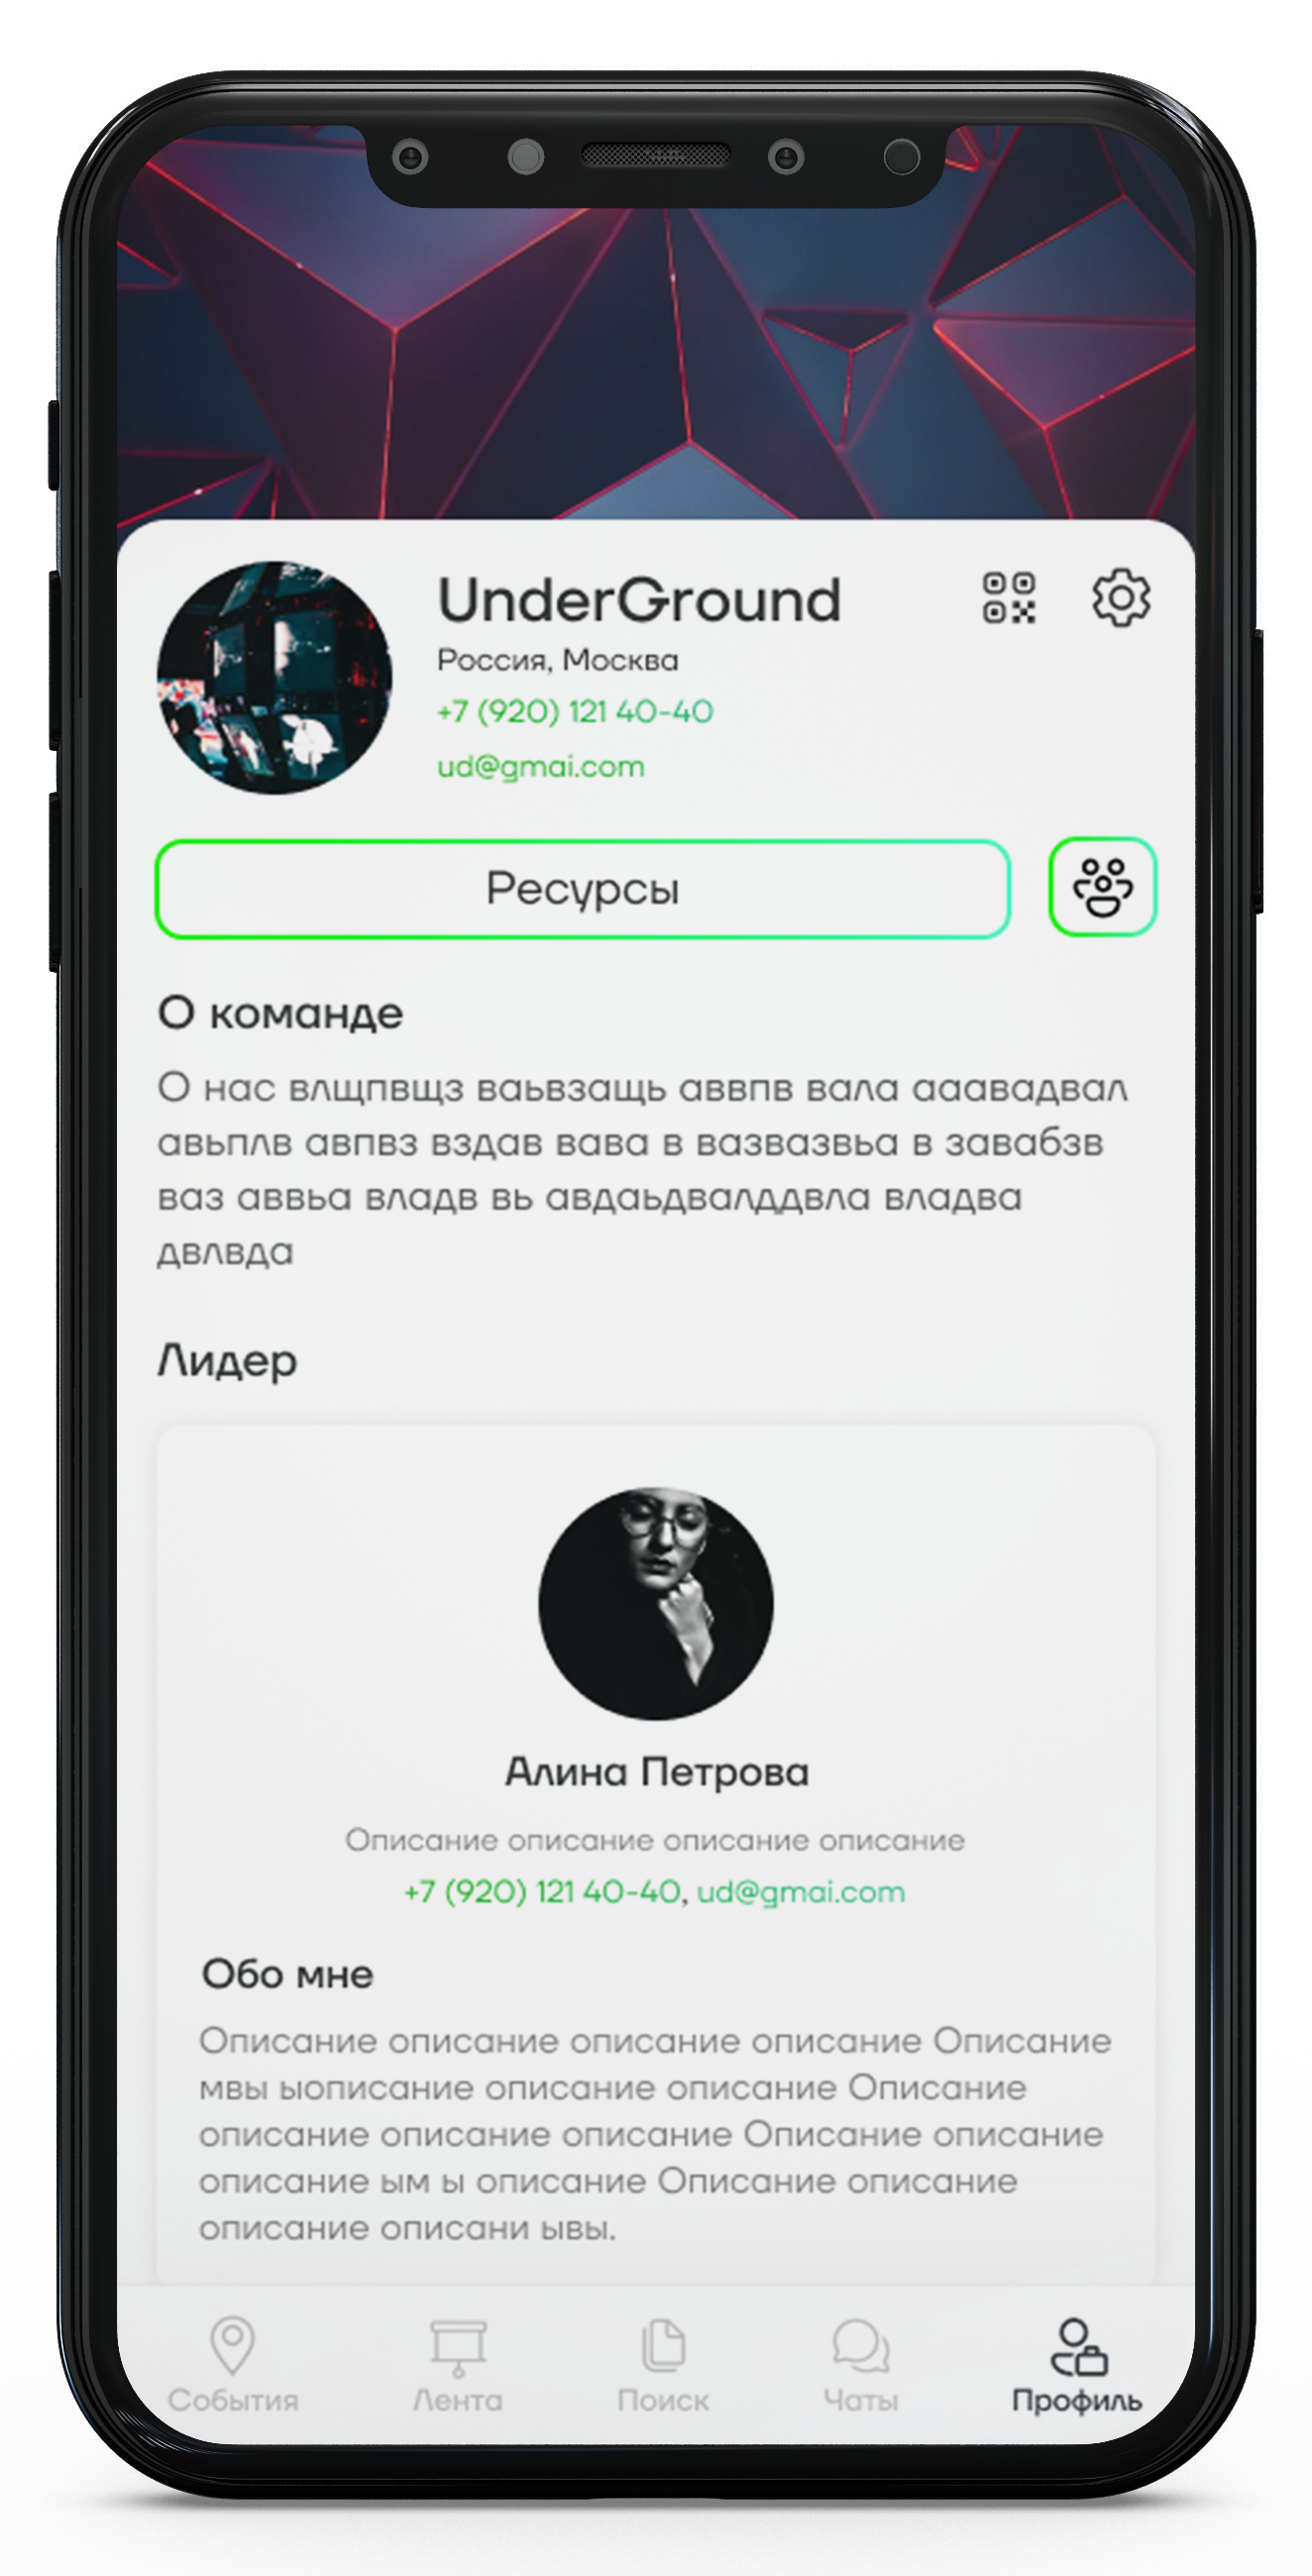 UnderGround
Россия, Москва
+7 (920) 121 40-40
ud@gmai.com
Ресурсы
О команде
О нас влщпвщз ваьвзащь аввпв вала ааавадвал
авьплв авпвз вздав вава в вазвазвьа в завабзв
ваз аввьа владв вь авдаьдвалддвла владва
двлвда
Лидер
Алина Петрова
Описание описание описание описание
+7 (920) 121 40-40, ud@gmai.com
Обо мне
Описание описание описание описание Описание
мвы ыописание описание описание Описание
описание описание описание Описание описание
описание ым ы описание Описание описание
описание описани ывы.
События
Лента
Поиск
Чаты
Профиль